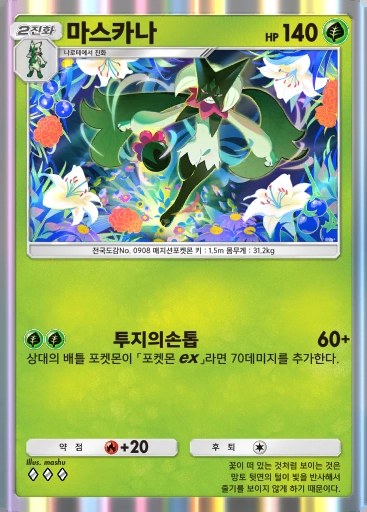 2진화
마스카나
HP 140
나로테에서 진화
전국도감No. 0908 매지션포켓몬 키 : 1.5m 몸무게 : 31.2kg
투지의손톱 60+
상대의 배틀 포켓몬이 「포켓몬 ex」라면 70데미지를 추가한다.
약점 +20
후퇴
Illus. mashu
꽃이 떠 있는 것처럼 보이는 것은
망토 뒷면의 털이 빛을 반사해서
줄기를 보이지 않게 하기 때문이다.